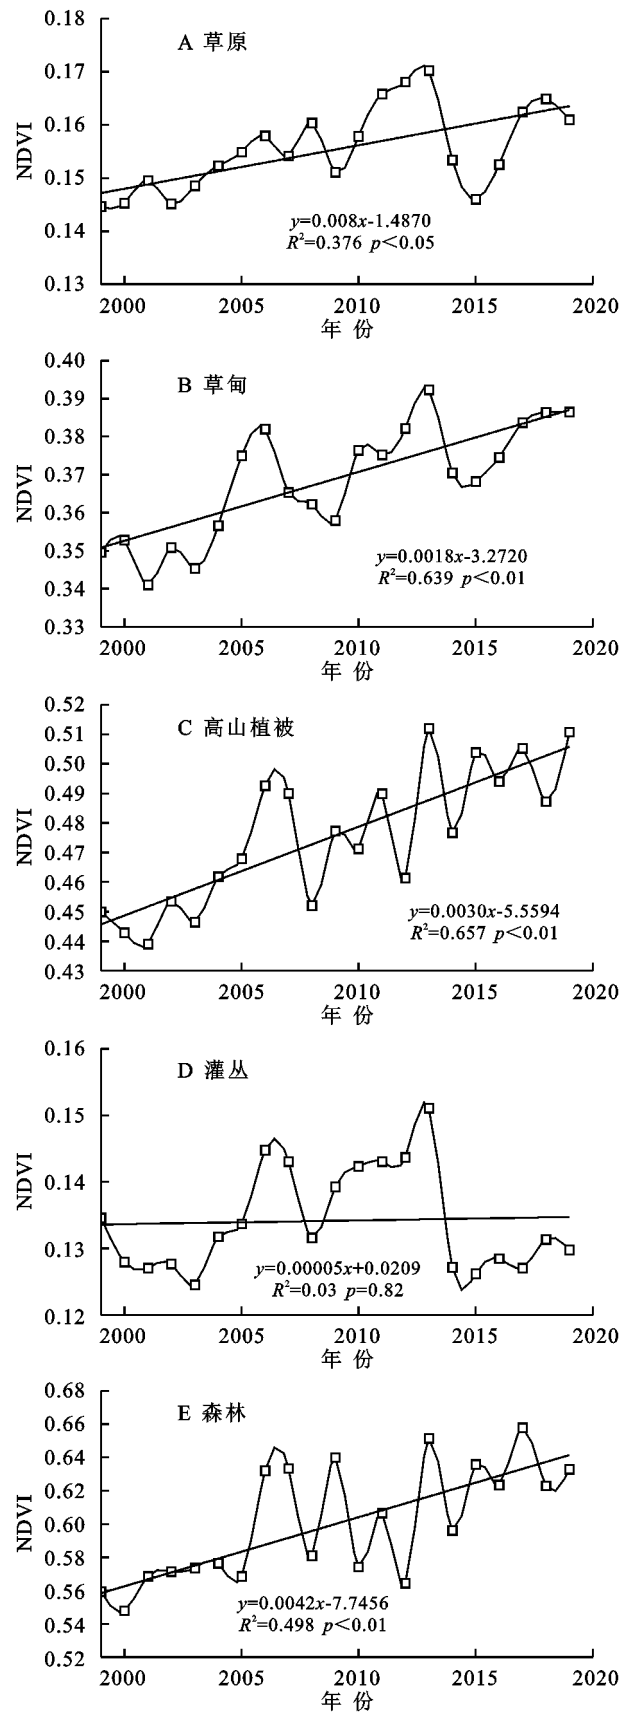 A 草原
0.18
0.17
0.16
0.15
0.14
0.13
NDVI
y=0.008x-1.4870
R²=0.376 p<0.05
2000 2005 2010 2015 2020
年 份
B 草甸
0.40
0.39
0.38
0.37
0.36
0.35
0.34
0.33
NDVI
y=0.0018x-3.2720
R²=0.639 p<0.01
2000 2005 2010 2015 2020
年 份
C 高山植被
0.52
0.51
0.50
0.49
0.48
0.47
0.46
0.45
0.44
0.43
NDVI
y=0.0030x-5.5594
R²=0.657 p<0.01
2000 2005 2010 2015 2020
年 份
D 灌丛
0.16
0.15
0.14
0.13
0.12
NDVI
y=0.00005x+0.0209
R²=0.03 p=0.82
2000 2005 2010 2015 2020
年 份
E 森林
0.68
0.66
0.64
0.62
0.60
0.58
0.56
0.54
0.52
NDVI
y=0.0042x-7.7456
R²=0.498 p<0.01
2000 2005 2010 2015 2020
年 份